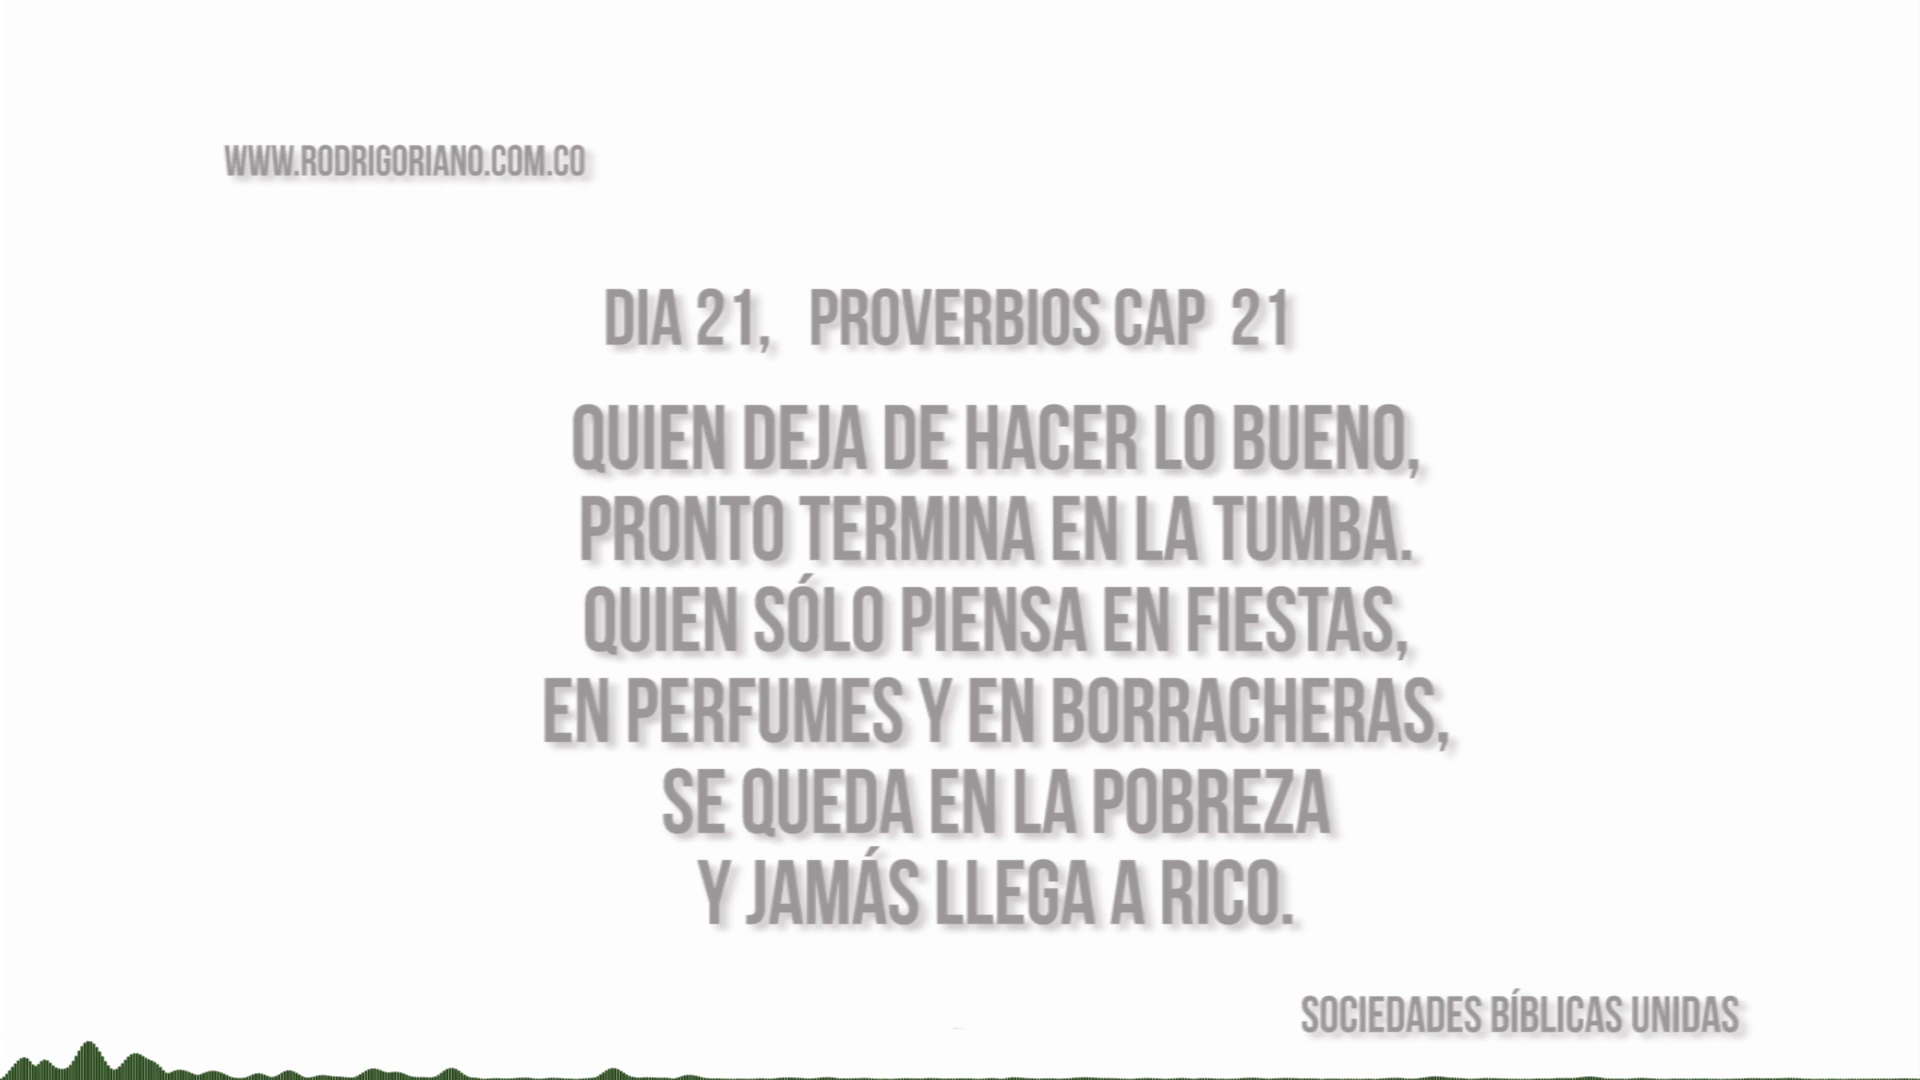 WWW.RODRIGORIANO.COM.CO
DIA 21, PROVERBIOS CAP 21
QUIEN DEJA DE HACER LO BUENO,
PRONTO TERMINA EN LA TUMBA.
QUIEN SÓLO PIENSA EN FIESTAS,
EN PERFUMES Y EN BORRACHERAS,
SE QUEDA EN LA POBREZA
Y JAMÁS LLEGA A RICO.
SOCIEDADES BÍBLICAS UNIDAS